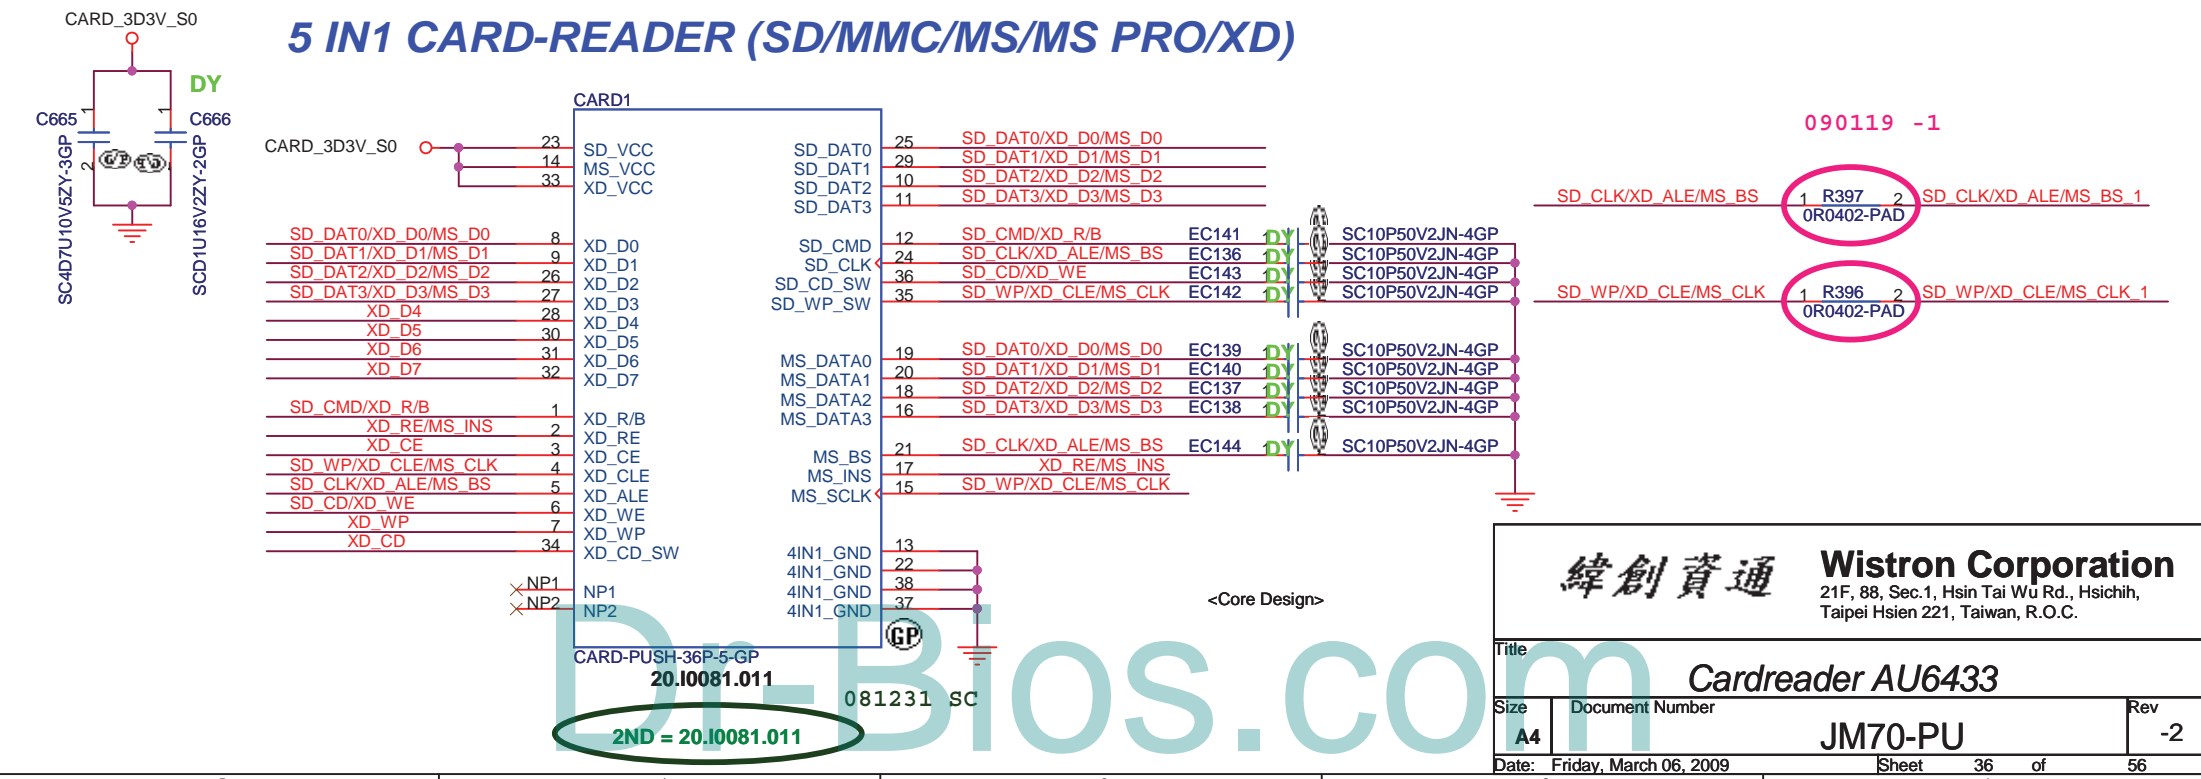 5 IN1 CARD-READER (SD/MMC/MS/MS PRO/XD)
CARD_3D3V_S0
DY
C665
1
2
SC4D7U10V5ZY-3GP
1
C666
SCD1U16V2ZY-2GP
CARD1
CARD_3D3V_S0
23 SD_VCC
14 MS_VCC
33 XD_VCC
SD_DAT0/XD_D0/MS_D0 8 XD_D0
SD_DAT1/XD_D1/MS_D1 9 XD_D1
SD_DAT2/XD_D2/MS_D2 26 XD_D2
SD_DAT3/XD_D3/MS_D3 27 XD_D3
XD_D4 28 XD_D4
XD_D5 30 XD_D5
XD_D6 31 XD_D6
XD_D7 32 XD_D7
SD_CMD/XD_R/B 1 XD_R/B
XD_RE/MS_INS 2 XD_RE
XD_CE 3 XD_CE
SD_WP/XD_CLE/MS_CLK 4 XD_CLE
SD_CLK/XD_ALE/MS_BS 5 XD_ALE
SD_CD/XD_WE 6 XD_WE
XD_WP 7 XD_WP
XD_CD 34 XD_CD_SW
NP1 NP1
NP2 NP2
SD_DAT0 25 SD_DAT0/XD_D0/MS_D0
SD_DAT1 29 SD_DAT1/XD_D1/MS_D1
SD_DAT2 10 SD_DAT2/XD_D2/MS_D2
SD_DAT3 11 SD_DAT3/XD_D3/MS_D3
SD_CMD 12 SD_CMD/XD_R/B EC141 1 DY SC10P50V2JN-4GP
SD_CLK 24 SD_CLK/XD_ALE/MS_BS EC136 1 DY SC10P50V2JN-4GP
SD_CD_SW 36 SD_CD/XD_WE EC143 1 DY SC10P50V2JN-4GP
SD_WP_SW 35 SD_WP/XD_CLE/MS_CLK EC142 1 DY SC10P50V2JN-4GP
MS_DATA0 19 SD_DAT0/XD_D0/MS_D0 EC139 1 DY SC10P50V2JN-4GP
MS_DATA1 20 SD_DAT1/XD_D1/MS_D1 EC140 1 DY SC10P50V2JN-4GP
MS_DATA2 18 SD_DAT2/XD_D2/MS_D2 EC137 1 DY SC10P50V2JN-4GP
MS_DATA3 16 SD_DAT3/XD_D3/MS_D3 EC138 1 DY SC10P50V2JN-4GP
MS_BS 21 SD_CLK/XD_ALE/MS_BS EC144 1 DY SC10P50V2JN-4GP
MS_INS 17 XD_RE/MS_INS
MS_SCLK 15 SD_WP/XD_CLE/MS_CLK
4IN1_GND 13
4IN1_GND 22
4IN1_GND 38
4IN1_GND 37
GP
CARD-PUSH-36P-5-GP
20.I0081.011
081231 SC
2ND = 20.I0081.011
090119 -1
SD_CLK/XD_ALE/MS_BS 1 R397 2 SD_CLK/XD_ALE/MS_BS_1
0R0402-PAD
SD_WP/XD_CLE/MS_CLK 1 R396 2 SD_WP/XD_CLE/MS_CLK_1
0R0402-PAD
<Core Design>
Dr-Bios.com
緯創資通
Wistron Corporation
21F, 88, Sec.1, Hsin Tai Wu Rd., Hsichih,
Taipei Hsien 221, Taiwan, R.O.C.
Title
Cardreader AU6433
Size Document Number Rev
A4 JM70-PU -2
Date: Friday, March 06, 2009 Sheet 36 of 56